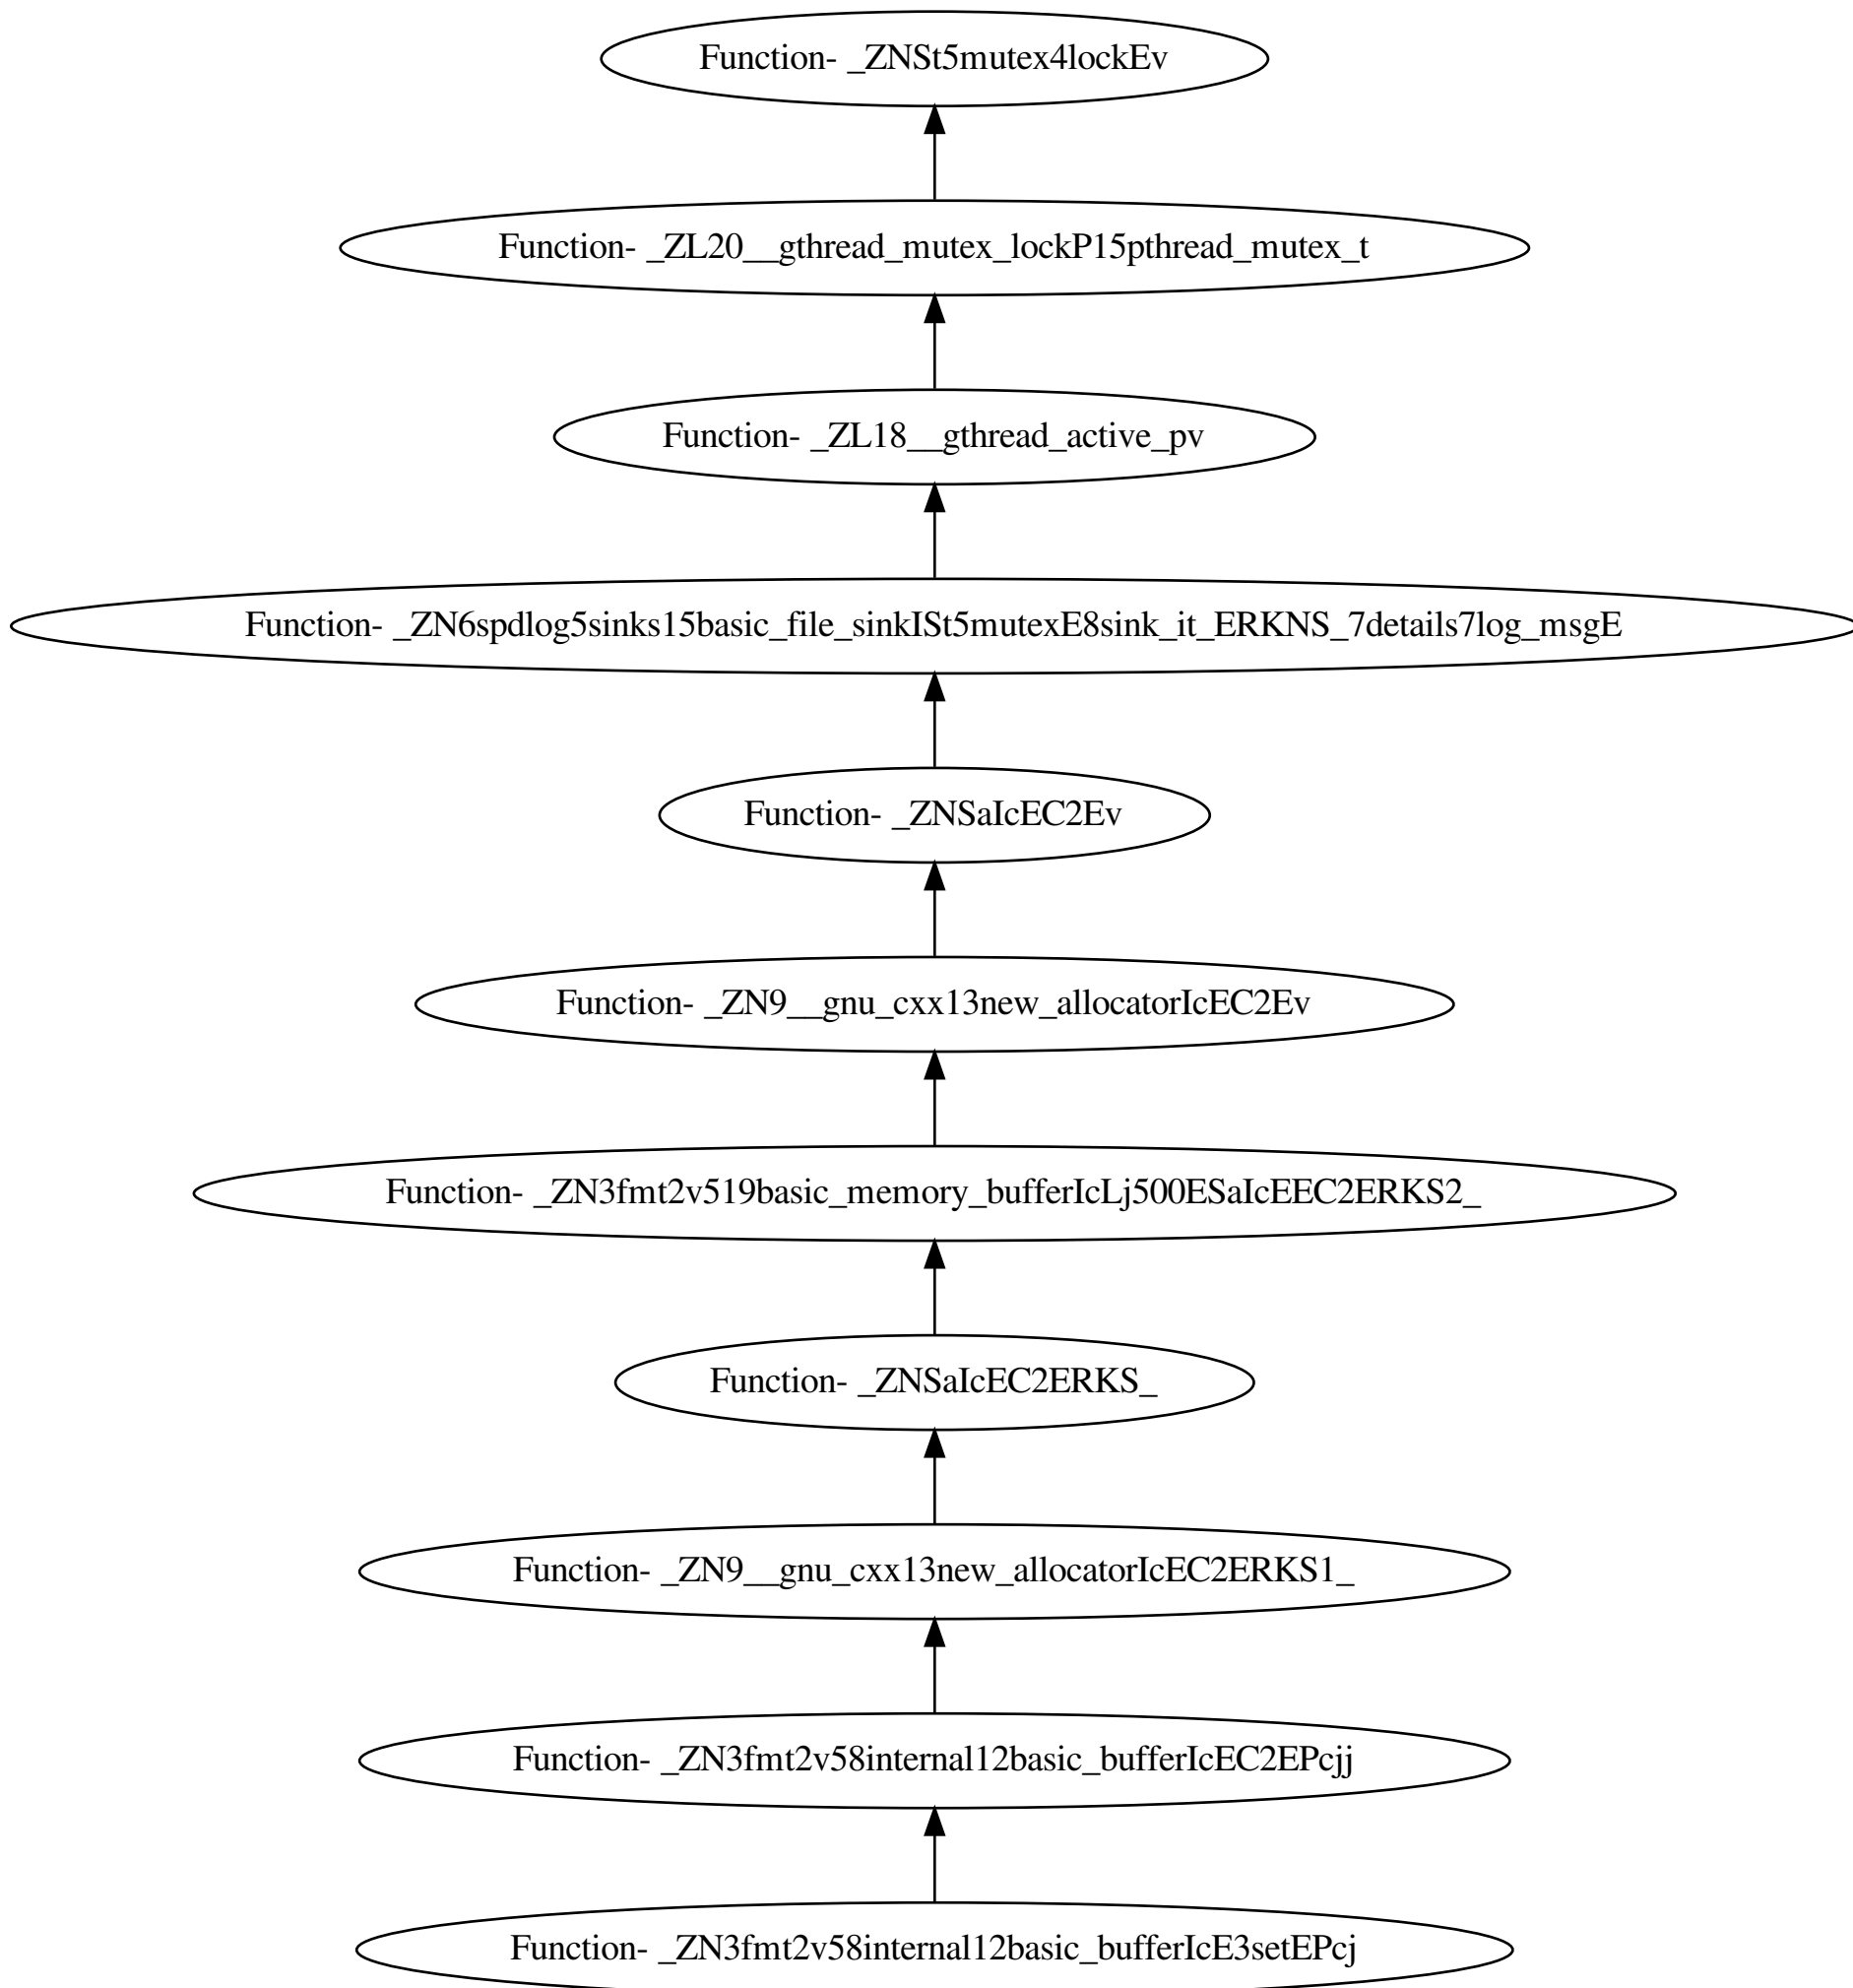 Function- _ZNSt5mutex4lockEv
Function- _ZL20__gthread_mutex_lockP15pthread_mutex_t
Function- _ZL18__gthread_active_pv
Function- _ZN6spdlog5sinks15basic_file_sinkISt5mutexE8sink_it_ERKNS_7details7log_msgE
Function- _ZNSaIcEC2Ev
Function- _ZN9__gnu_cxx13new_allocatorIcEC2Ev
Function- _ZN3fmt2v519basic_memory_bufferIcLj500ESaIcEEC2ERKS2_
Function- _ZNSaIcEC2ERKS_
Function- _ZN9__gnu_cxx13new_allocatorIcEC2ERKS1_
Function- _ZN3fmt2v58internal12basic_bufferIcEC2EPcjj
Function- _ZN3fmt2v58internal12basic_bufferIcE3setEPcj